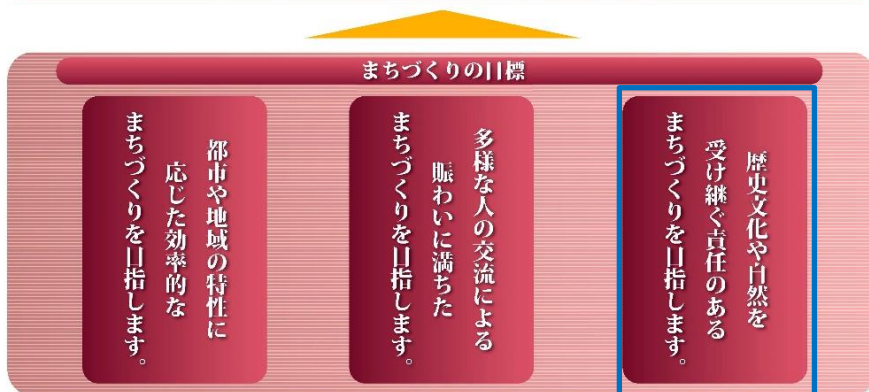 まちづくりの目標
歴史文化や自然を
受け継ぐ責任のある
まちづくりを目指します。
多様な人の交流による
賑わいに満ちた
まちづくりを目指します。
都市や地域の特性に
応じた効率的な
まちづくりを目指します。